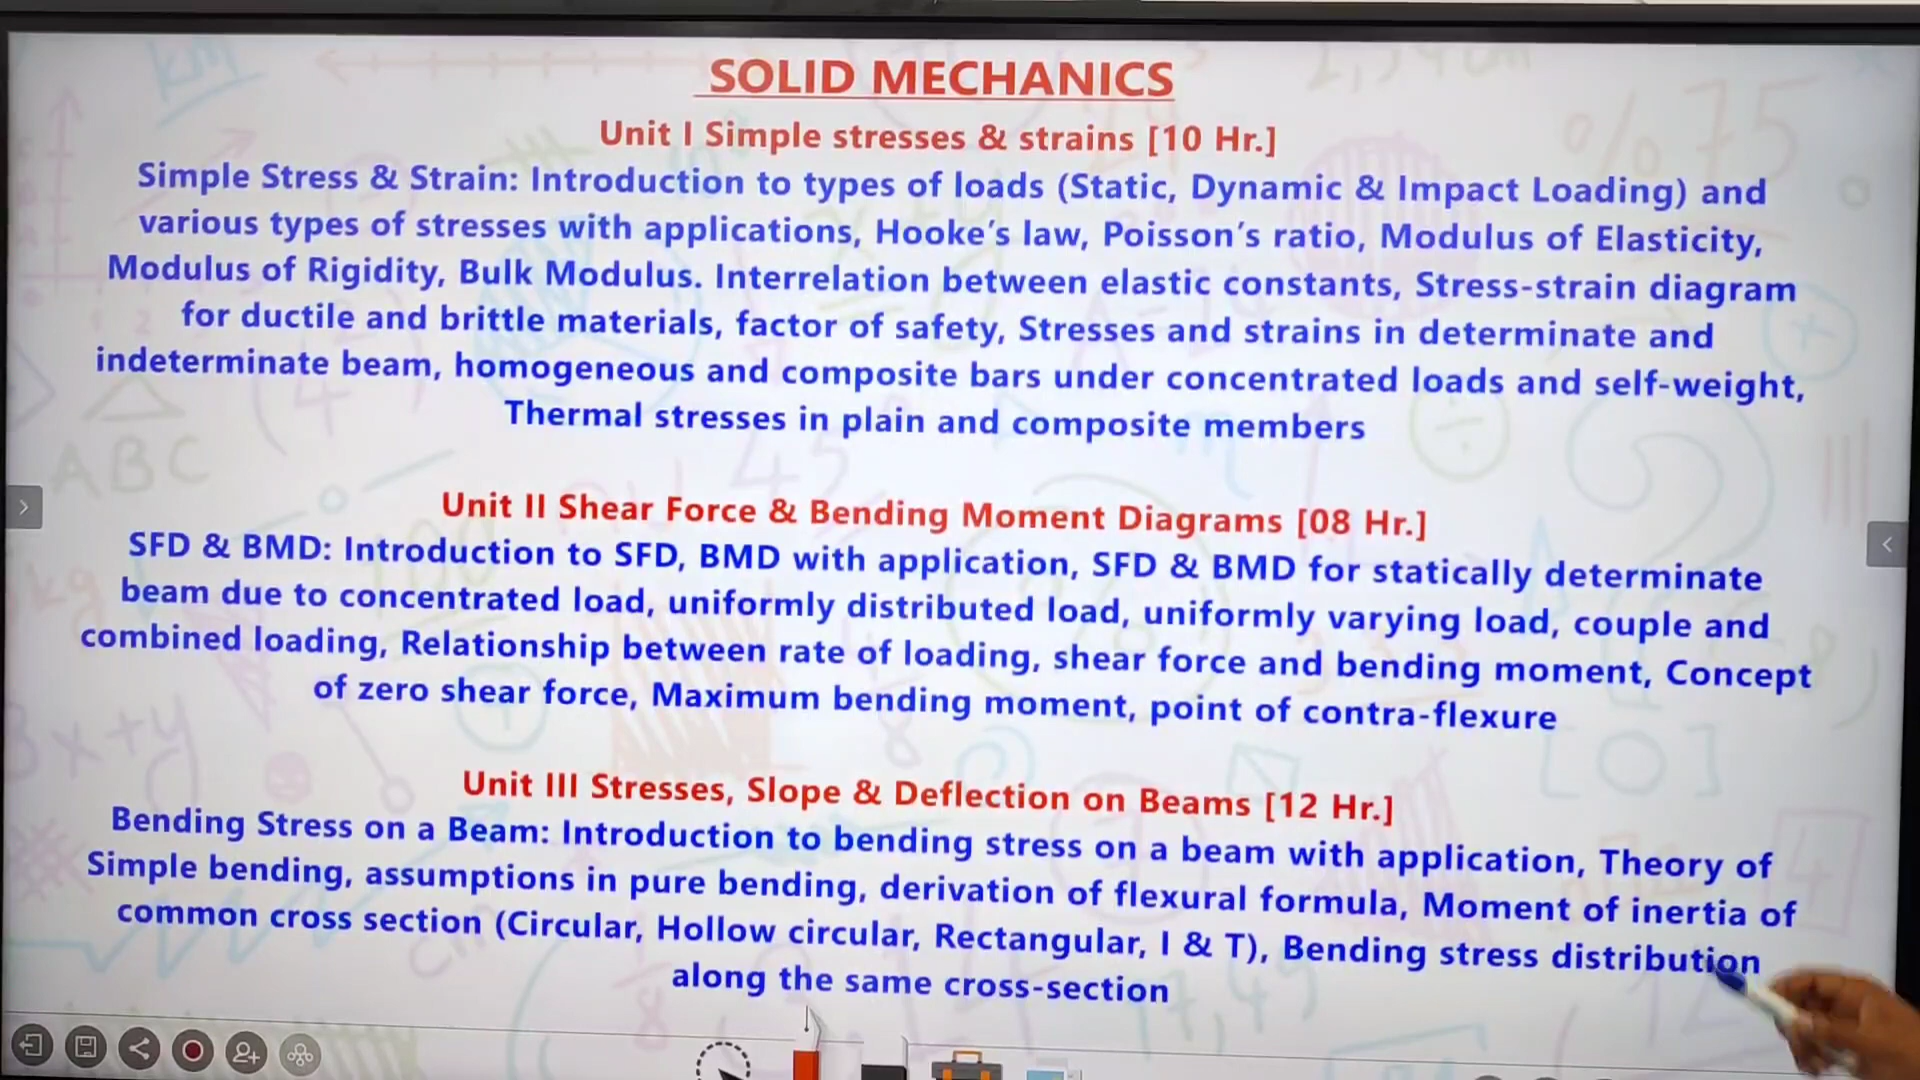 SOLID MECHANICS
Unit I Simple stresses & strains [10 Hr.]
Simple Stress & Strain: Introduction to types of loads (Static, Dynamic & Impact Loading) and
various types of stresses with applications, Hooke's law, Poisson's ratio, Modulus of Elasticity,
Modulus of Rigidity, Bulk Modulus. Interrelation between elastic constants, Stress-strain diagram
for ductile and brittle materials, factor of safety, Stresses and strains in determinate and
indeterminate beam, homogeneous and composite bars under concentrated loads and self-weight,
Thermal stresses in plain and composite members
Unit II Shear Force & Bending Moment Diagrams [08 Hr.]
SFD & BMD: Introduction to SFD, BMD with application, SFD & BMD for statically determinate
beam due to concentrated load, uniformly distributed load, uniformly varying load, couple and
combined loading, Relationship between rate of loading, shear force and bending moment, Concept
of zero shear force, Maximum bending moment, point of contra-flexure
Unit III Stresses, Slope & Deflection on Beams [12 Hr.]
Bending Stress on a Beam: Introduction to bending stress on a beam with application, Theory of
Simple bending, assumptions in pure bending, derivation of flexural formula, Moment of inertia of
common cross section (Circular, Hollow circular, Rectangular, I & T), Bending stress distribution
along the same cross-section
km
%75
ABC
3x+y